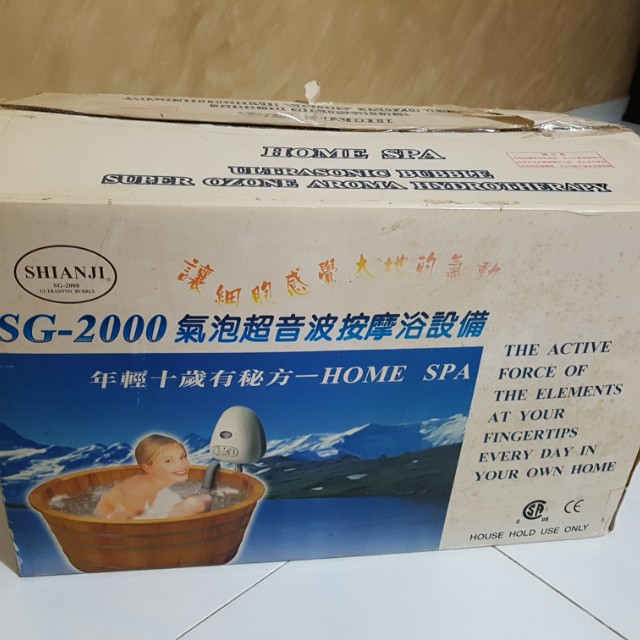 HOME SPA
ULTRASONIC BUBBLE
SUPER OZONE AROMA HYDROTHERAPY
SHIANJI
SG-2000
ULTRASONIC BUBBLE
讓細胞感覺大地的氣動
SG-2000 氣泡超音波按摩浴設備
年輕十歲有秘方—HOME SPA
THE ACTIVE
FORCE OF
THE ELEMENTS
AT YOUR
FINGERTIPS
EVERY DAY IN
YOUR OWN HOME
C US CE
HOUSE HOLD USE ONLY